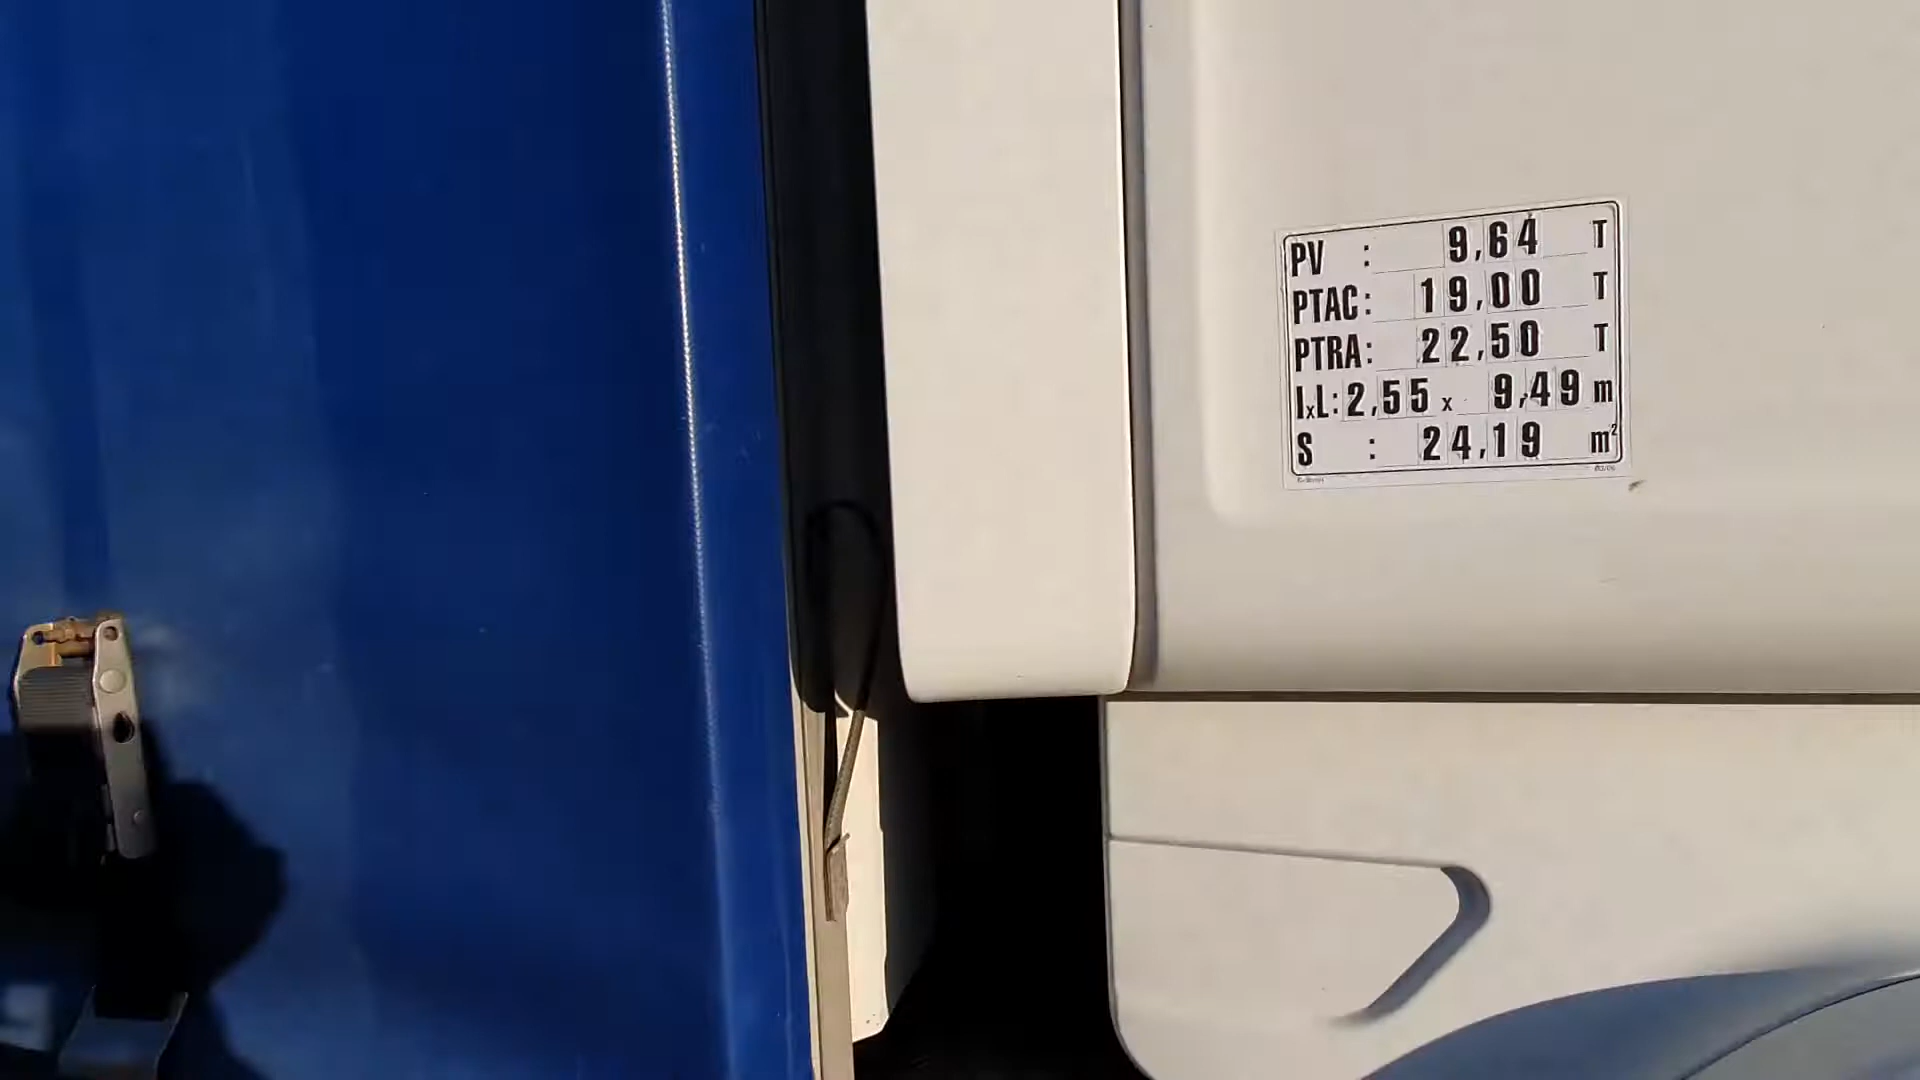 PV : 9,64 T
PTAC: 19,00 T
PTRA: 22,50 T
lxL: 2,55 x 9,49 m
S : 24,19 m²